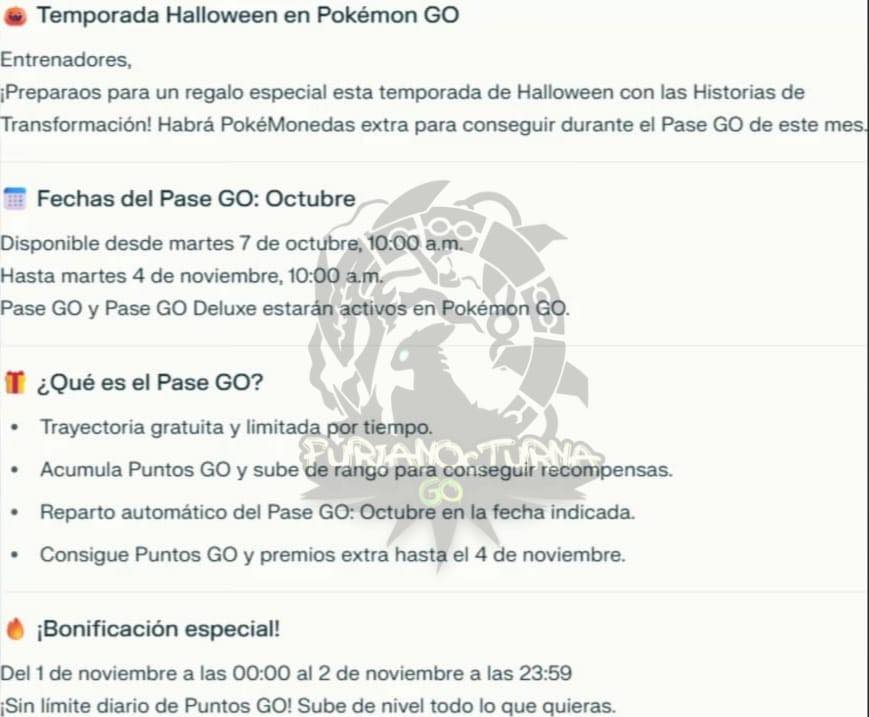 🎃 Temporada Halloween en Pokémon GO
Entrenadores,
¡Preparaos para un regalo especial esta temporada de Halloween con las Historias de
Transformación! Habrá PokéMonedas extra para conseguir durante el Pase GO de este mes.
📅 Fechas del Pase GO: Octubre
Disponible desde martes 7 de octubre, 10:00 a.m.
Hasta martes 4 de noviembre, 10:00 a.m.
Pase GO y Pase GO Deluxe estarán activos en Pokémon GO.
🎁 ¿Qué es el Pase GO?
• Trayectoria gratuita y limitada por tiempo.
FURIANOCTURNA
• Acumula Puntos GO y sube de rango para conseguir recompensas.
GO
• Reparto automático del Pase GO: Octubre en la fecha indicada.
• Consigue Puntos GO y premios extra hasta el 4 de noviembre.
🔥 ¡Bonificación especial!
Del 1 de noviembre a las 00:00 al 2 de noviembre a las 23:59
¡Sin límite diario de Puntos GO! Sube de nivel todo lo que quieras.